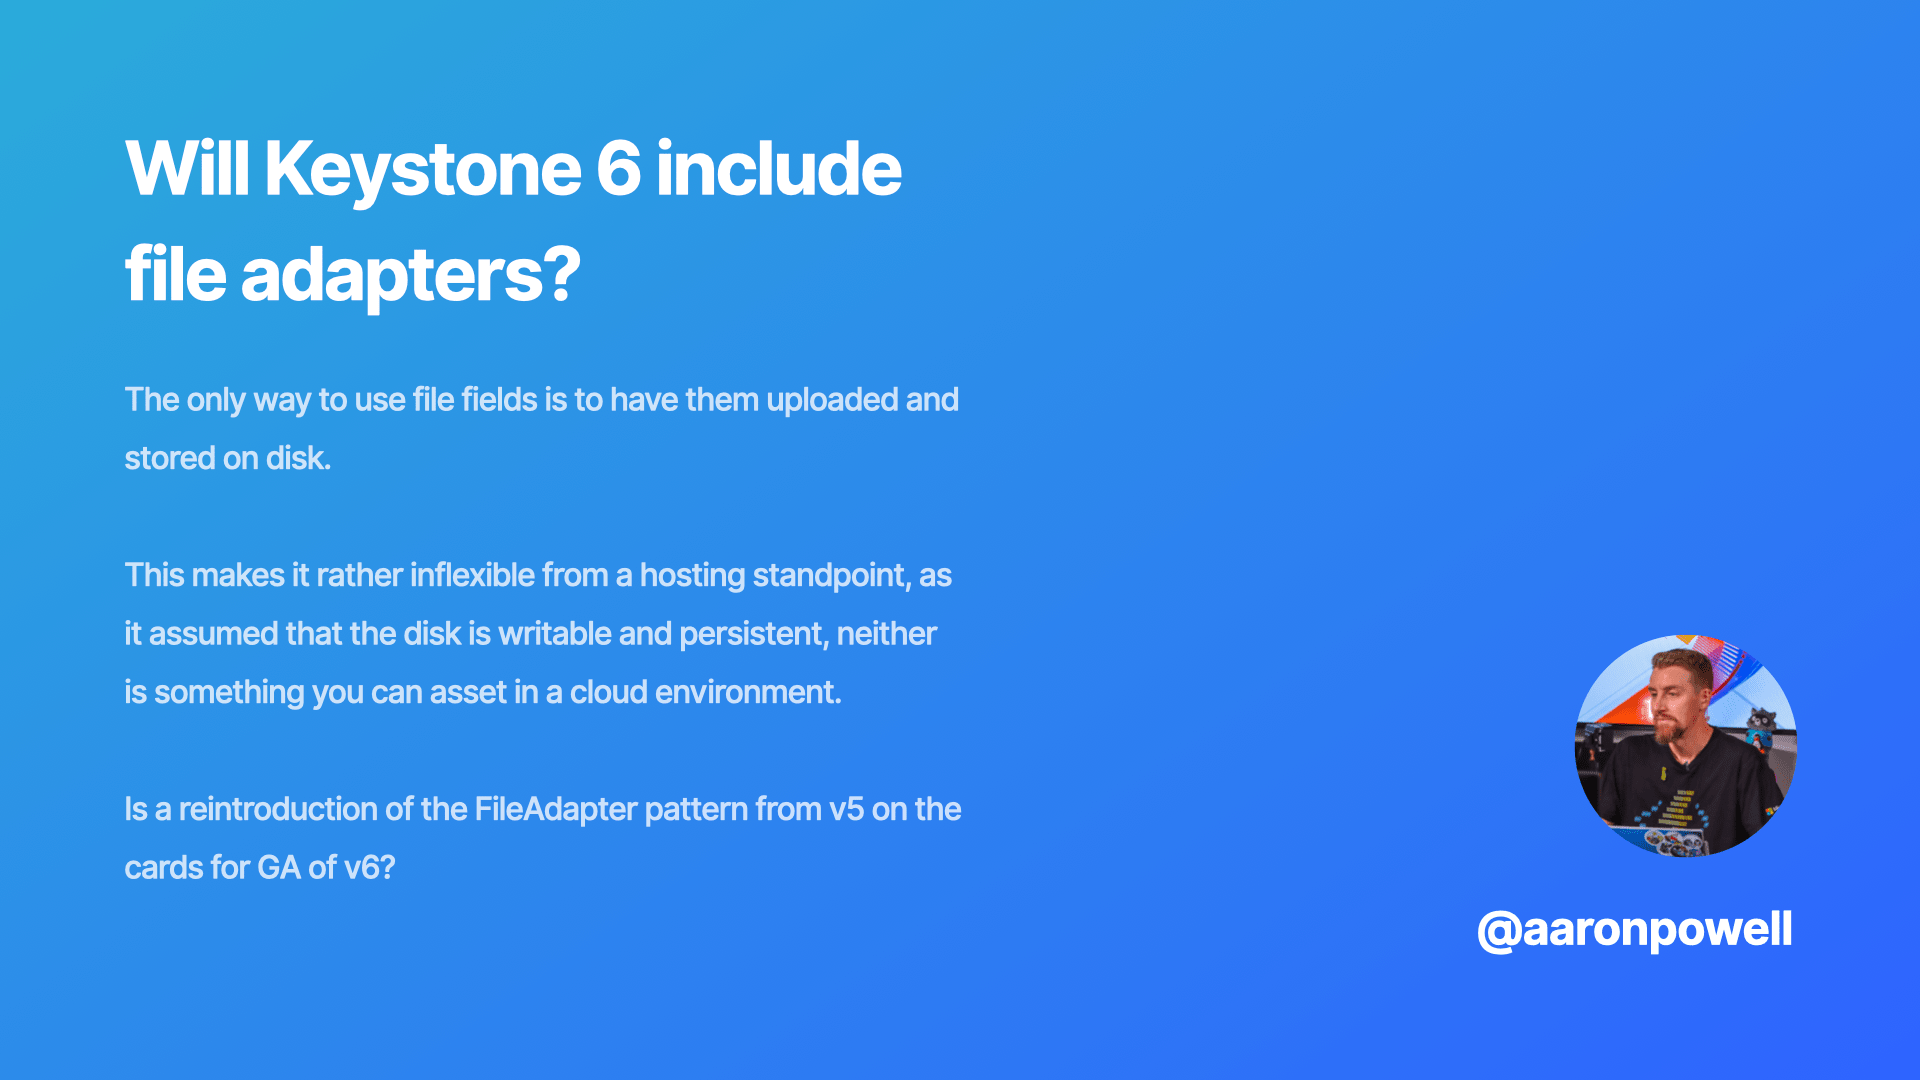 Will Keystone 6 include
file adapters?
The only way to use file fields is to have them uploaded and
stored on disk.
This makes it rather inflexible from a hosting standpoint, as
it assumed that the disk is writable and persistent, neither
is something you can asset in a cloud environment.
Is a reintroduction of the FileAdapter pattern from v5 on the
cards for GA of v6?
@aaronpowell